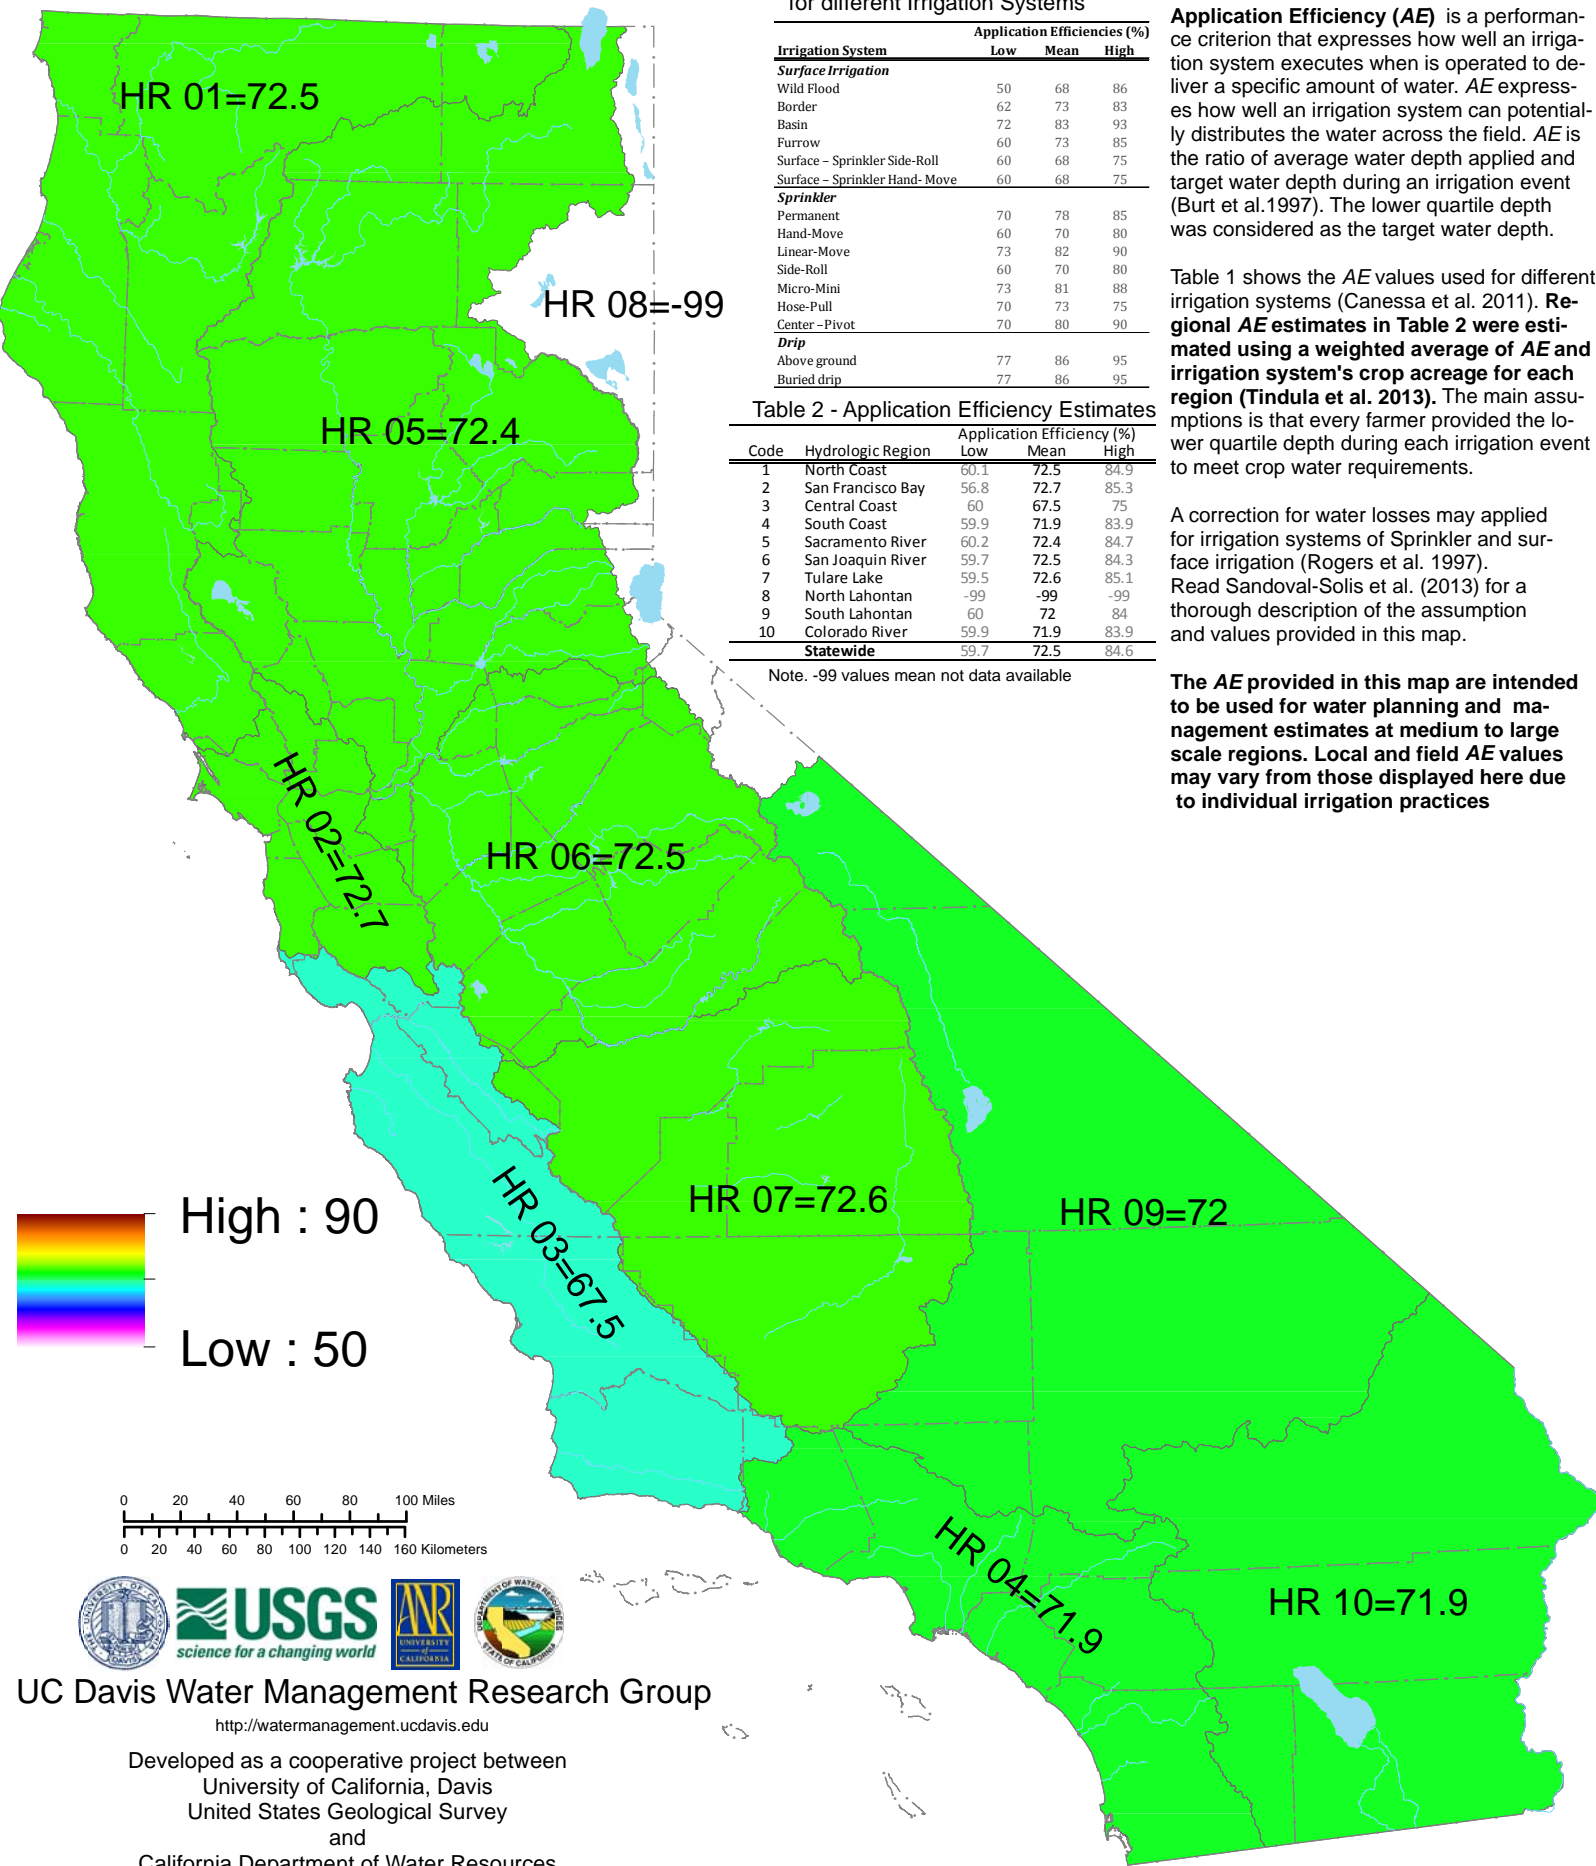 for different Irrigation Systems
Application Efficiencies (%)
Irrigation System Low Mean High
Surface Irrigation
Wild Flood 50 68 86
Border 62 73 83
Basin 72 83 93
Furrow 60 73 85
Surface – Sprinkler Side-Roll 60 68 75
Surface – Sprinkler Hand- Move 60 68 75
Sprinkler
Permanent 70 78 85
Hand-Move 60 70 80
Linear-Move 73 82 90
Side-Roll 60 70 80
Micro-Mini 73 81 88
Hose-Pull 70 73 75
Center –Pivot 70 80 90
Drip
Above ground 77 86 95
Buried drip 77 86 95
Table 2 - Application Efficiency Estimates
Application Efficiency (%)
Code Hydrologic Region Low Mean High
1 North Coast 60.1 72.5 84.9
2 San Francisco Bay 56.8 72.7 85.3
3 Central Coast 60 67.5 75
4 South Coast 59.9 71.9 83.9
5 Sacramento River 60.2 72.4 84.7
6 San Joaquin River 59.7 72.5 84.3
7 Tulare Lake 59.5 72.6 85.1
8 North Lahontan -99 -99 -99
9 South Lahontan 60 72 84
10 Colorado River 59.9 71.9 83.9
Statewide 59.7 72.5 84.6
Note. -99 values mean not data available
Application Efficiency (AE) is a performan-
ce criterion that expresses how well an irriga-
tion system executes when is operated to de-
liver a specific amount of water. AE express-
es how well an irrigation system can potential-
ly distributes the water across the field. AE is
the ratio of average water depth applied and
target water depth during an irrigation event
(Burt et al.1997). The lower quartile depth
was considered as the target water depth.
Table 1 shows the AE values used for different
irrigation systems (Canessa et al. 2011). Re-
gional AE estimates in Table 2 were esti-
mated using a weighted average of AE and
irrigation system's crop acreage for each
region (Tindula et al. 2013). The main assu-
mptions is that every farmer provided the lo-
wer quartile depth during each irrigation event
to meet crop water requirements.
A correction for water losses may applied
for irrigation systems of Sprinkler and sur-
face irrigation (Rogers et al. 1997).
Read Sandoval-Solis et al. (2013) for a
thorough description of the assumption
and values provided in this map.
The AE provided in this map are intended
to be used for water planning and ma-
nagement estimates at medium to large
scale regions. Local and field AE values
may vary from those displayed here due
to individual irrigation practices
HR 01=72.5
HR 08=-99
HR 05=72.4
HR 02=72.7
HR 06=72.5
HR 03=67.5
HR 07=72.6
HR 09=72
HR 04=71.9
HR 10=71.9
High : 90
Low : 50
0 20 40 60 80 100 Miles
0 20 40 60 80 100 120 140 160 Kilometers
THE UNIVERSITY OF CALIFORNIA
DAVIS
USGS
science for a changing world
ANR
UNIVERSITY
of
CALIFORNIA
DEPARTMENT OF WATER RESOURCES
STATE OF CALIFORNIA
UC Davis Water Management Research Group
http://watermanagement.ucdavis.edu
Developed as a cooperative project between
University of California, Davis
United States Geological Survey
and
California Department of Water Resources